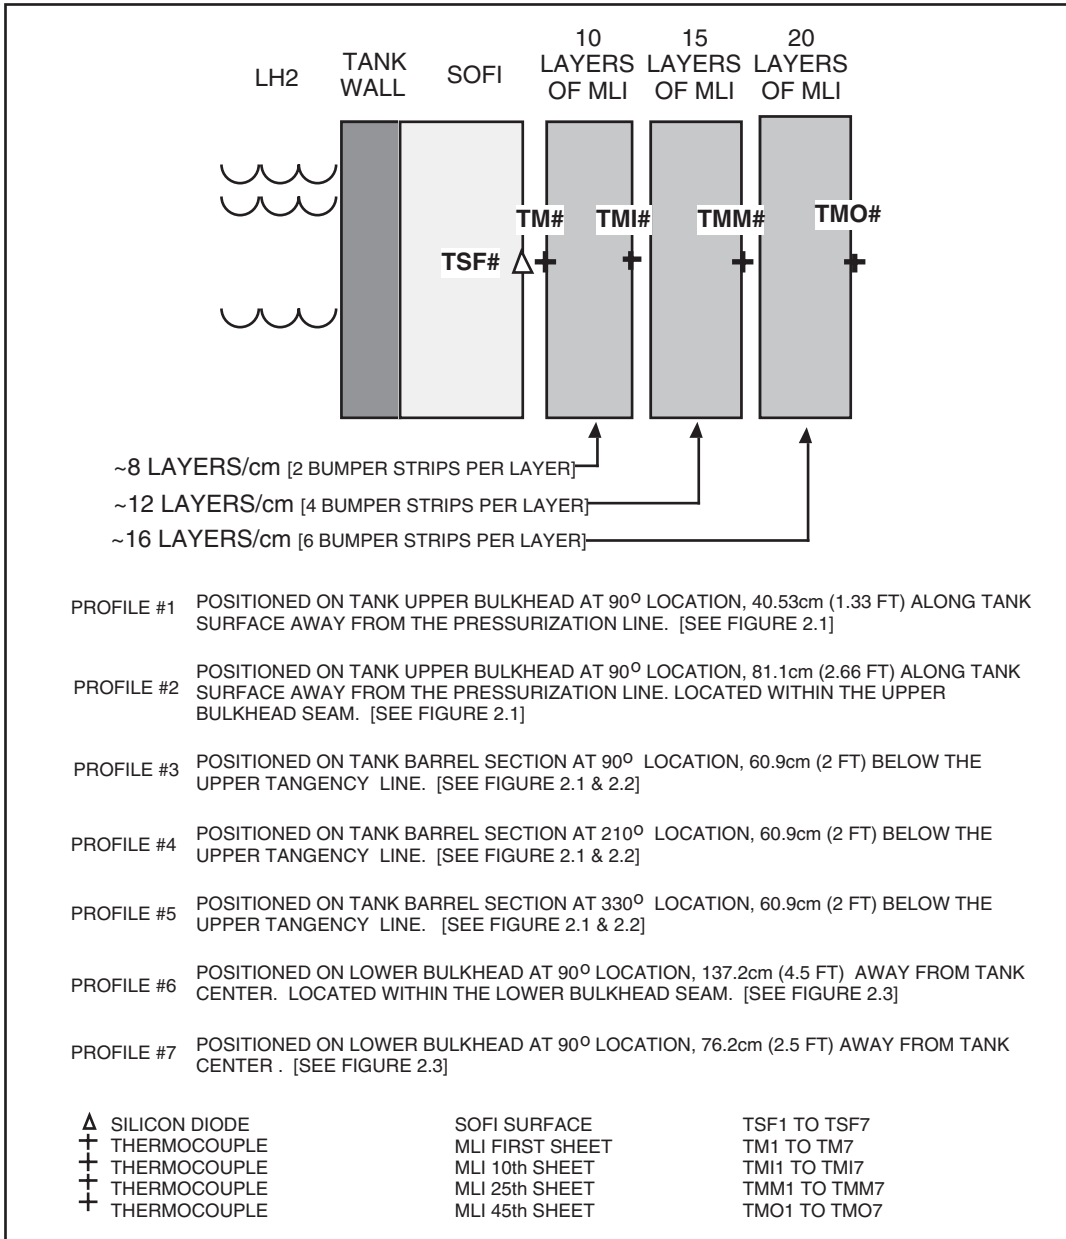 LH2
TANK
WALL
SOFI
10
LAYERS
OF MLI
15
LAYERS
OF MLI
20
LAYERS
OF MLI
TSF#
TM#
TMI#
TMM#
TMO#
~8 LAYERS/cm [2 BUMPER STRIPS PER LAYER]
~12 LAYERS/cm [4 BUMPER STRIPS PER LAYER]
~16 LAYERS/cm [6 BUMPER STRIPS PER LAYER]
PROFILE #1 POSITIONED ON TANK UPPER BULKHEAD AT 90º LOCATION, 40.53cm (1.33 FT) ALONG TANK
SURFACE AWAY FROM THE PRESSURIZATION LINE. [SEE FIGURE 2.1]
PROFILE #2 POSITIONED ON TANK UPPER BULKHEAD AT 90º LOCATION, 81.1cm (2.66 FT) ALONG TANK
SURFACE AWAY FROM THE PRESSURIZATION LINE. LOCATED WITHIN THE UPPER
BULKHEAD SEAM. [SEE FIGURE 2.1]
PROFILE #3 POSITIONED ON TANK BARREL SECTION AT 90º LOCATION, 60.9cm (2 FT) BELOW THE
UPPER TANGENCY LINE. [SEE FIGURE 2.1 & 2.2]
PROFILE #4 POSITIONED ON TANK BARREL SECTION AT 210º LOCATION, 60.9cm (2 FT) BELOW THE
UPPER TANGENCY LINE. [SEE FIGURE 2.1 & 2.2]
PROFILE #5 POSITIONED ON TANK BARREL SECTION AT 330º LOCATION, 60.9cm (2 FT) BELOW THE
UPPER TANGENCY LINE. [SEE FIGURE 2.1 & 2.2]
PROFILE #6 POSITIONED ON LOWER BULKHEAD AT 90º LOCATION, 137.2cm (4.5 FT) AWAY FROM TANK
CENTER. LOCATED WITHIN THE LOWER BULKHEAD SEAM. [SEE FIGURE 2.3]
PROFILE #7 POSITIONED ON LOWER BULKHEAD AT 90º LOCATION, 76.2cm (2.5 FT) AWAY FROM TANK
CENTER . [SEE FIGURE 2.3]
SILICON DIODE SOFI SURFACE TSF1 TO TSF7
THERMOCOUPLE MLI FIRST SHEET TM1 TO TM7
THERMOCOUPLE MLI 10th SHEET TMI1 TO TMI7
THERMOCOUPLE MLI 25th SHEET TMM1 TO TMM7
THERMOCOUPLE MLI 45th SHEET TMO1 TO TMO7